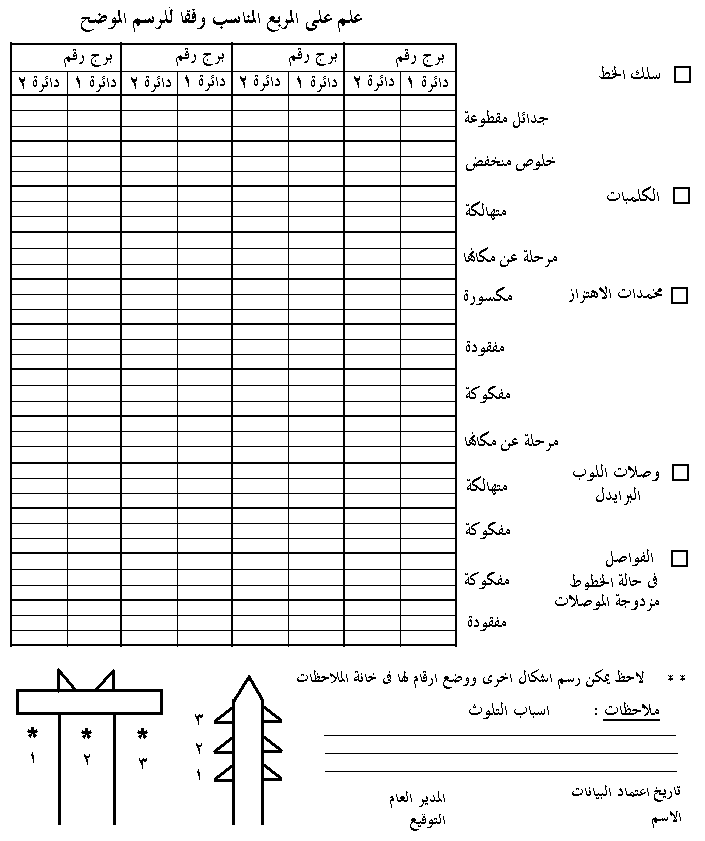 علم على المربع المناسب وفقا للرسم الموضح
برج رقم برج رقم برج رقم برج رقم
دائرة ١ دائرة ٢ دائرة ١ دائرة ٢ دائرة ١ دائرة ٢ دائرة ١ دائرة ٢
سلك الخط
جدائل مقطوعة
خلوص منخفض
الكلمبات
متهالكة
مرحلة عن مكانها
مخمدات الاهتزاز مكسورة
مفقودة
مفكوكة
مرحلة عن مكانها
وصلات اللوب
البرايدل
متهالكة
مفكوكة
الفواصل
فى حالة الخطوط
مزدوجة الموصلات
مفكوكة
مفقودة
** لاحظ يمكن رسم اشكال اخرى ووضع ارقام لها فى خانة الملاحظات
ملاحظات : اسباب التلوث
٣
٢
١
* * *
٣ ٢ ١
تاريخ اعتماد البيانات
الاسم
المدير العام
التوقيع